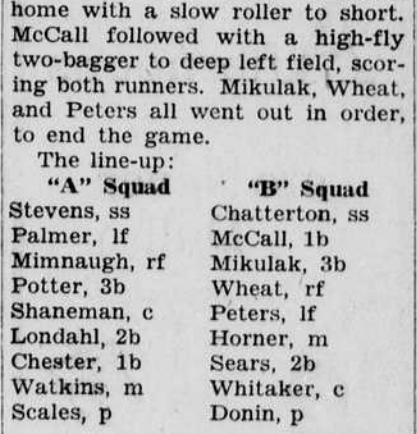 home with a slow roller to short.
McCall followed with a high-fly
two-bagger to deep left field, scor-
ing both runners. Mikulak, Wheat,
and Peters all went out in order,
to end the game.
The line-up:
"A" Squad "B" Squad
Stevens, ss Chatterton, ss
Palmer, lf McCall, 1b
Mimnaugh, rf Mikulak, 3b
Potter, 3b Wheat, rf
Shaneman, c Peters, lf
Londahl, 2b Horner, m
Chester, 1b Sears, 2b
Watkins, m Whitaker, c
Scales, p Donin, p